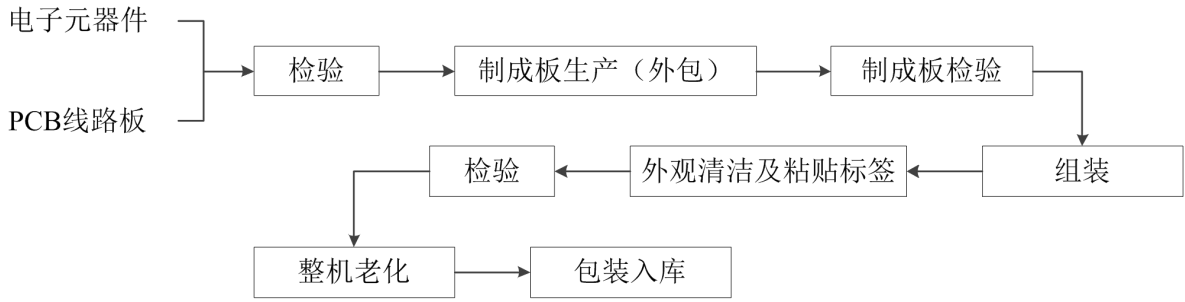 电子元器件
PCB线路板
检验
制成板生产（外包）
制成板检验
组装
外观清洁及粘贴标签
检验
整机老化
包装入库